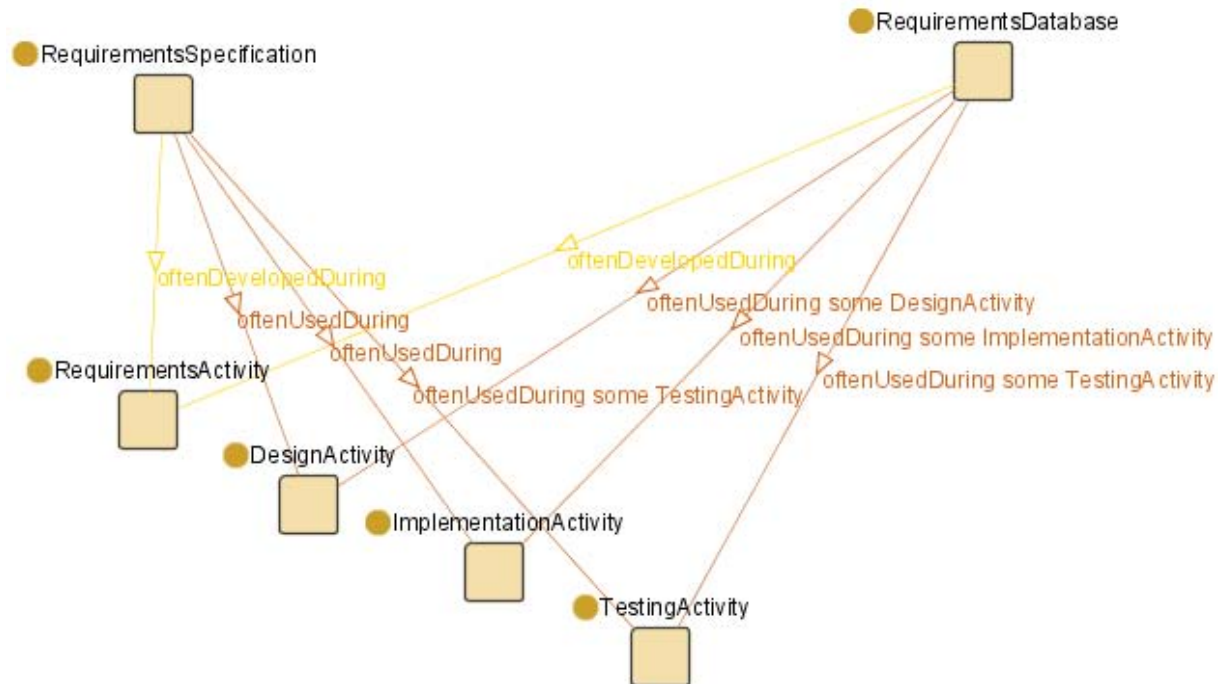 RequirementsDatabase
RequirementsSpecification
oftenDevelopedDuring
oftenDevelopedDuring
oftenUsedDuring some DesignActivity
oftenUsedDuring
oftenUsedDuring some ImplementationActivity
oftenUsedDuring
RequirementsActivity
oftenUsedDuring some TestingActivity
oftenUsedDuring some TestingActivity
DesignActivity
ImplementationActivity
TestingActivity